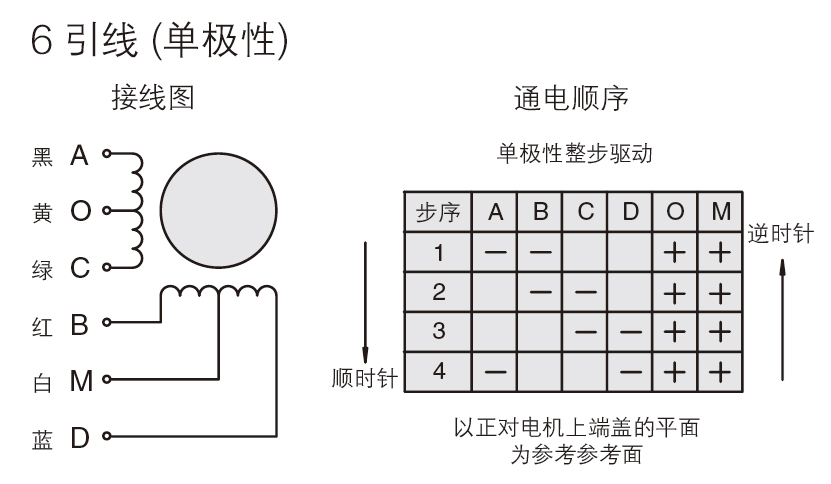 6 引线 (单极性)
接线图
黑 A
黄 O
绿 C
红 B
白 M
蓝 D
通电顺序
单极性整步驱动
步序 A B C D O M
1 － － ＋ ＋
2 － － ＋ ＋
3 － － ＋ ＋
4 － － ＋ ＋
顺时针
逆时针
以正对电机上端盖的平面
为参考参考面